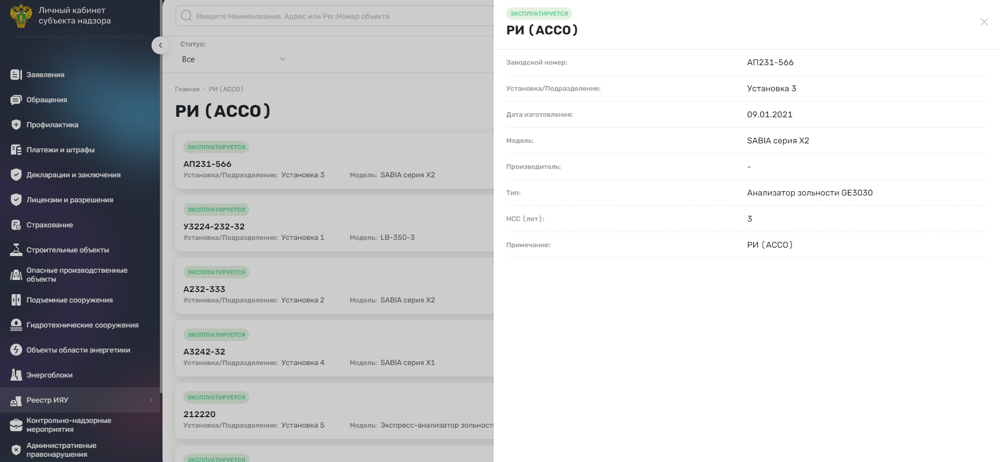 Личный кабинет
субъекта надзора
Заявления
Обращения
Профилактика
Платежи и штрафы
Декларации и заключения
Лицензии и разрешения
Страхование
Строительные объекты
Опасные производственные
объекты
Подъемные сооружения
Гидротехнические сооружения
Объекты области энергетики
Энергоблоки
Реестр ИЯУ
Контрольно-надзорные
мероприятия
Административные
правонарушения
Введите Наименование, Адрес или Рег.Номер объекта
Статус:
Все
Главная • РИ (АССО)
РИ (АССО)
ЭКСПЛУАТИРУЕТСЯ
АП231-566
Установка/Подразделение: Установка 3 Модель: SABIA серия X2
ЭКСПЛУАТИРУЕТСЯ
У3224-232-32
Установка/Подразделение: Установка 1 Модель: LB-350-3
ЭКСПЛУАТИРУЕТСЯ
А232-333
Установка/Подразделение: Установка 2 Модель: SABIA серия X2
ЭКСПЛУАТИРУЕТСЯ
А3242-32
Установка/Подразделение: Установка 4 Модель: SABIA серия X1
ЭКСПЛУАТИРУЕТСЯ
212220
Установка/Подразделение: Установка 5 Модель: Экспресс-анализатор зольност
ЭКСПЛУАТИРУЕТСЯ
ЭКСПЛУАТИРУЕТСЯ
РИ (АССО)
Заводской номер: АП231-566
Установка/Подразделение: Установка 3
Дата изготовления: 09.01.2021
Модель: SABIA серия X2
Производитель: -
Тип: Анализатор зольности GE3030
НСС (лет): 3
Примечание: РИ (АССО)